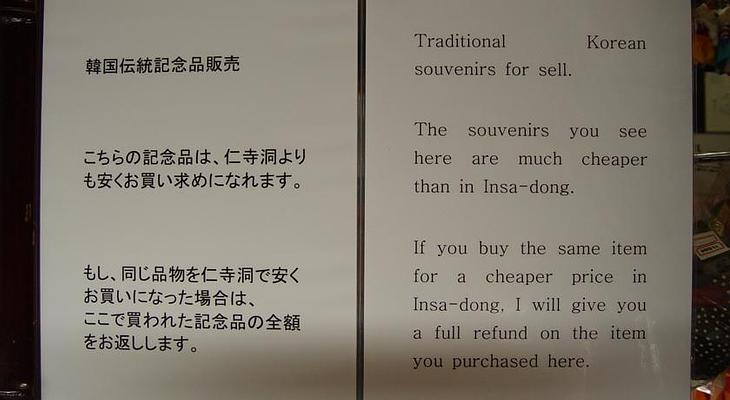 韓国伝統記念品販売
こちらの記念品は、仁寺洞より
も安くお買い求めになれます。
もし、同じ品物を仁寺洞で安く
お買いになった場合は、
ここで買われた記念品の全額
をお返しします。
Traditional Korean
souvenirs for sell.
The souvenirs you see
here are much cheaper
than in Insa-dong.
If you buy the same item
for a cheaper price in
Insa-dong, I will give you
a full refund on the item
you purchased here.